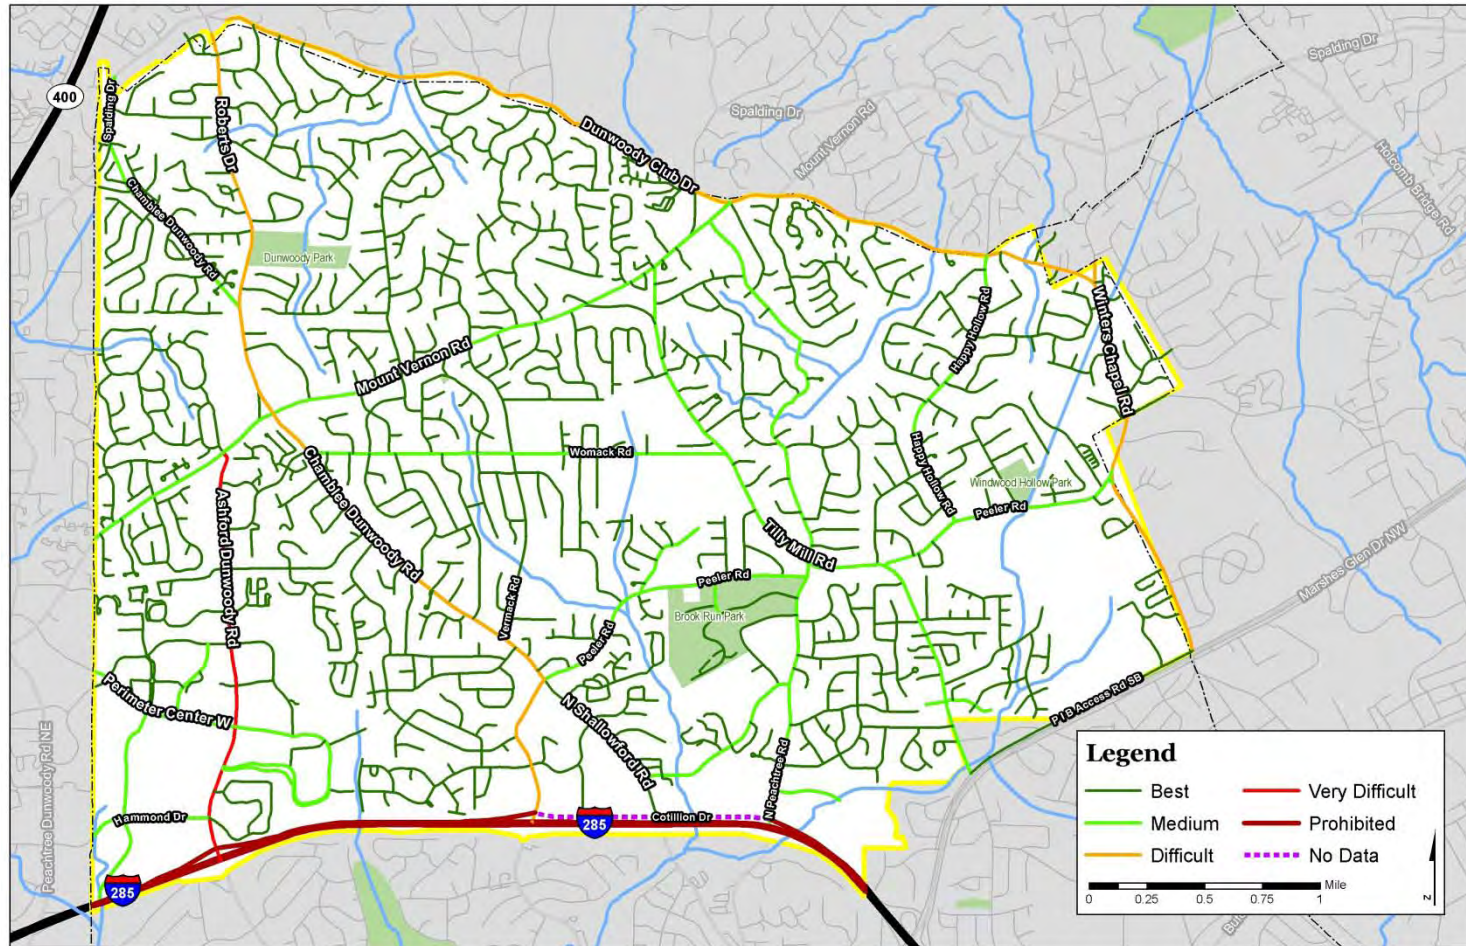 Spalding Dr
400
Spalding Dr
Roberts Dr
Spalding Dr
Mount Vernon Rd
Dunwoody Club Dr
Holcomb Bridge Rd
Chamblee Dunwoody Rd
Dunwoody Park
Happy Hollow Rd
Winters Chapel Rd
Mount Vernon Rd
Womack Rd
Happy Hollow Rd
Windwood Hollow Park
Peeler Rd
Chamblee Dunwoody Rd
Ashford Dunwoody Rd
Tilly Mill Rd
Marshes Glen Dr NW
Peeler Rd
Vermack Rd
Brook Run Park
Peeler Rd
Perimeter Center W
N Shallowford Rd
P I B Access Rd SB
N Peachtree Rd
Peachtree Dunwoody Rd NE
Hammond Dr
Cotillion Dr
285
285
Legend
Best
Medium
Difficult
Very Difficult
Prohibited
No Data
Mile
0 0.25 0.5 0.75 1
N